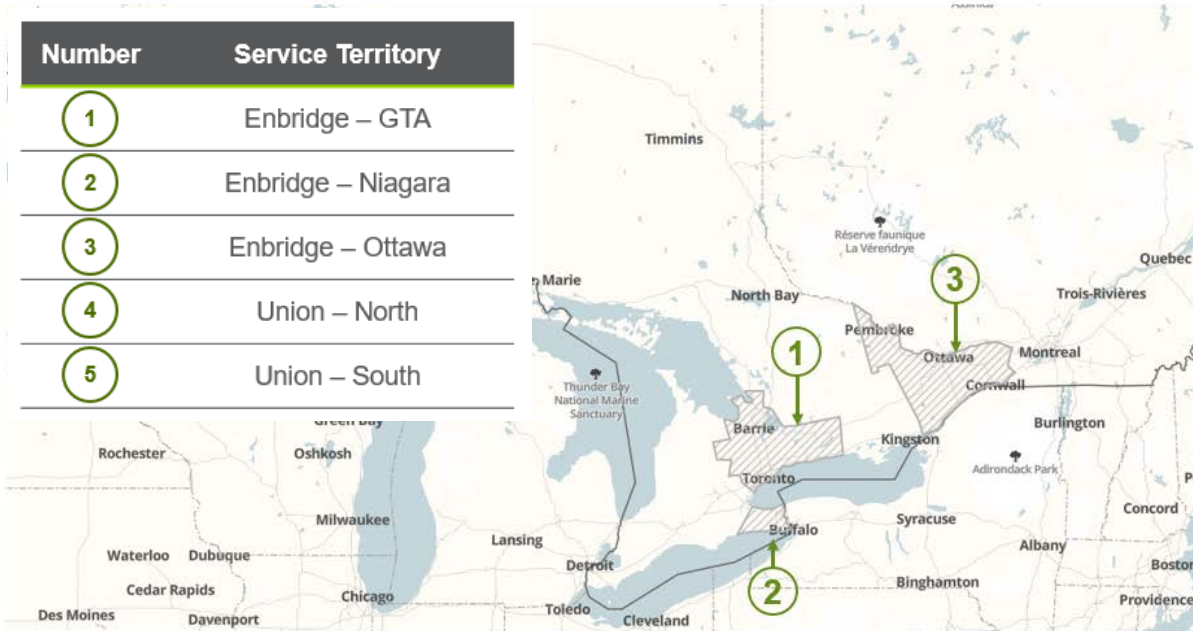 Number Service Territory
1 Enbridge – GTA
2 Enbridge – Niagara
3 Enbridge – Ottawa
4 Union – North
5 Union – South
Timmins
Réserve faunique
La Vérendrye
Quebec
Marie
3
North Bay
Trois-Rivières
Pembroke
1
Ottawa
Montreal
Thunder Bay
National Marine
Sanctuary
Cornwall
Green Bay
Barrie
Burlington
Rochester
Oshkosh
Kingston
Adirondack Park
Toronto
Concord
Milwaukee
Buffalo
Syracuse
Lansing
Albany
Waterloo
Dubuque
Detroit
Boston
Cedar Rapids
Chicago
2
Binghamton
Providence
Des Moines
Davenport
Toledo
Cleveland